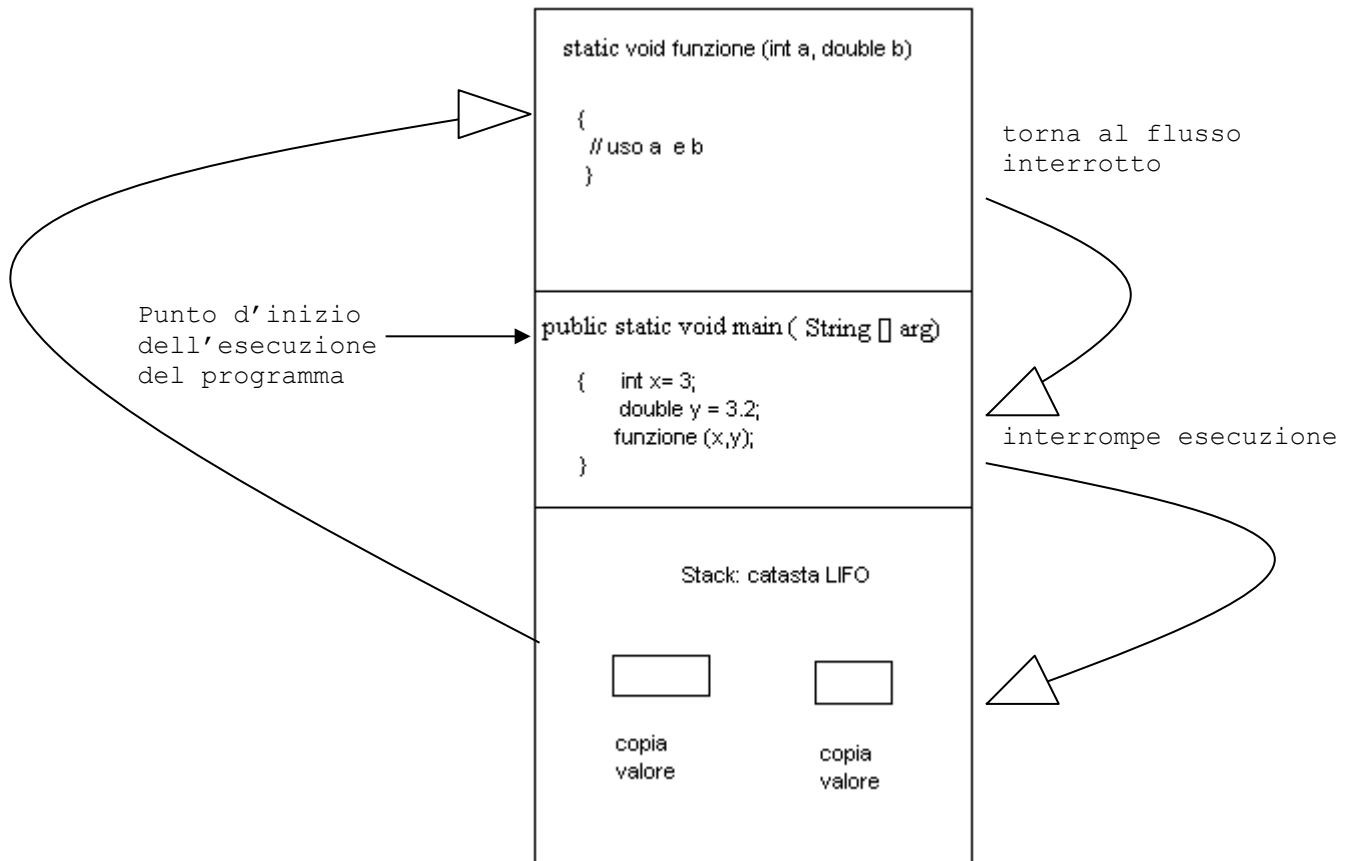 static void funzione (int a, double b)
{
// uso a e b
}
torna al flusso
interrotto
Punto d’inizio
dell’esecuzione
del programma
public static void main ( String [] arg)
{ int x= 3;
double y = 3.2;
funzione (x,y);
}
interrompe esecuzione
Stack: catasta LIFO
copia
valore
copia
valore